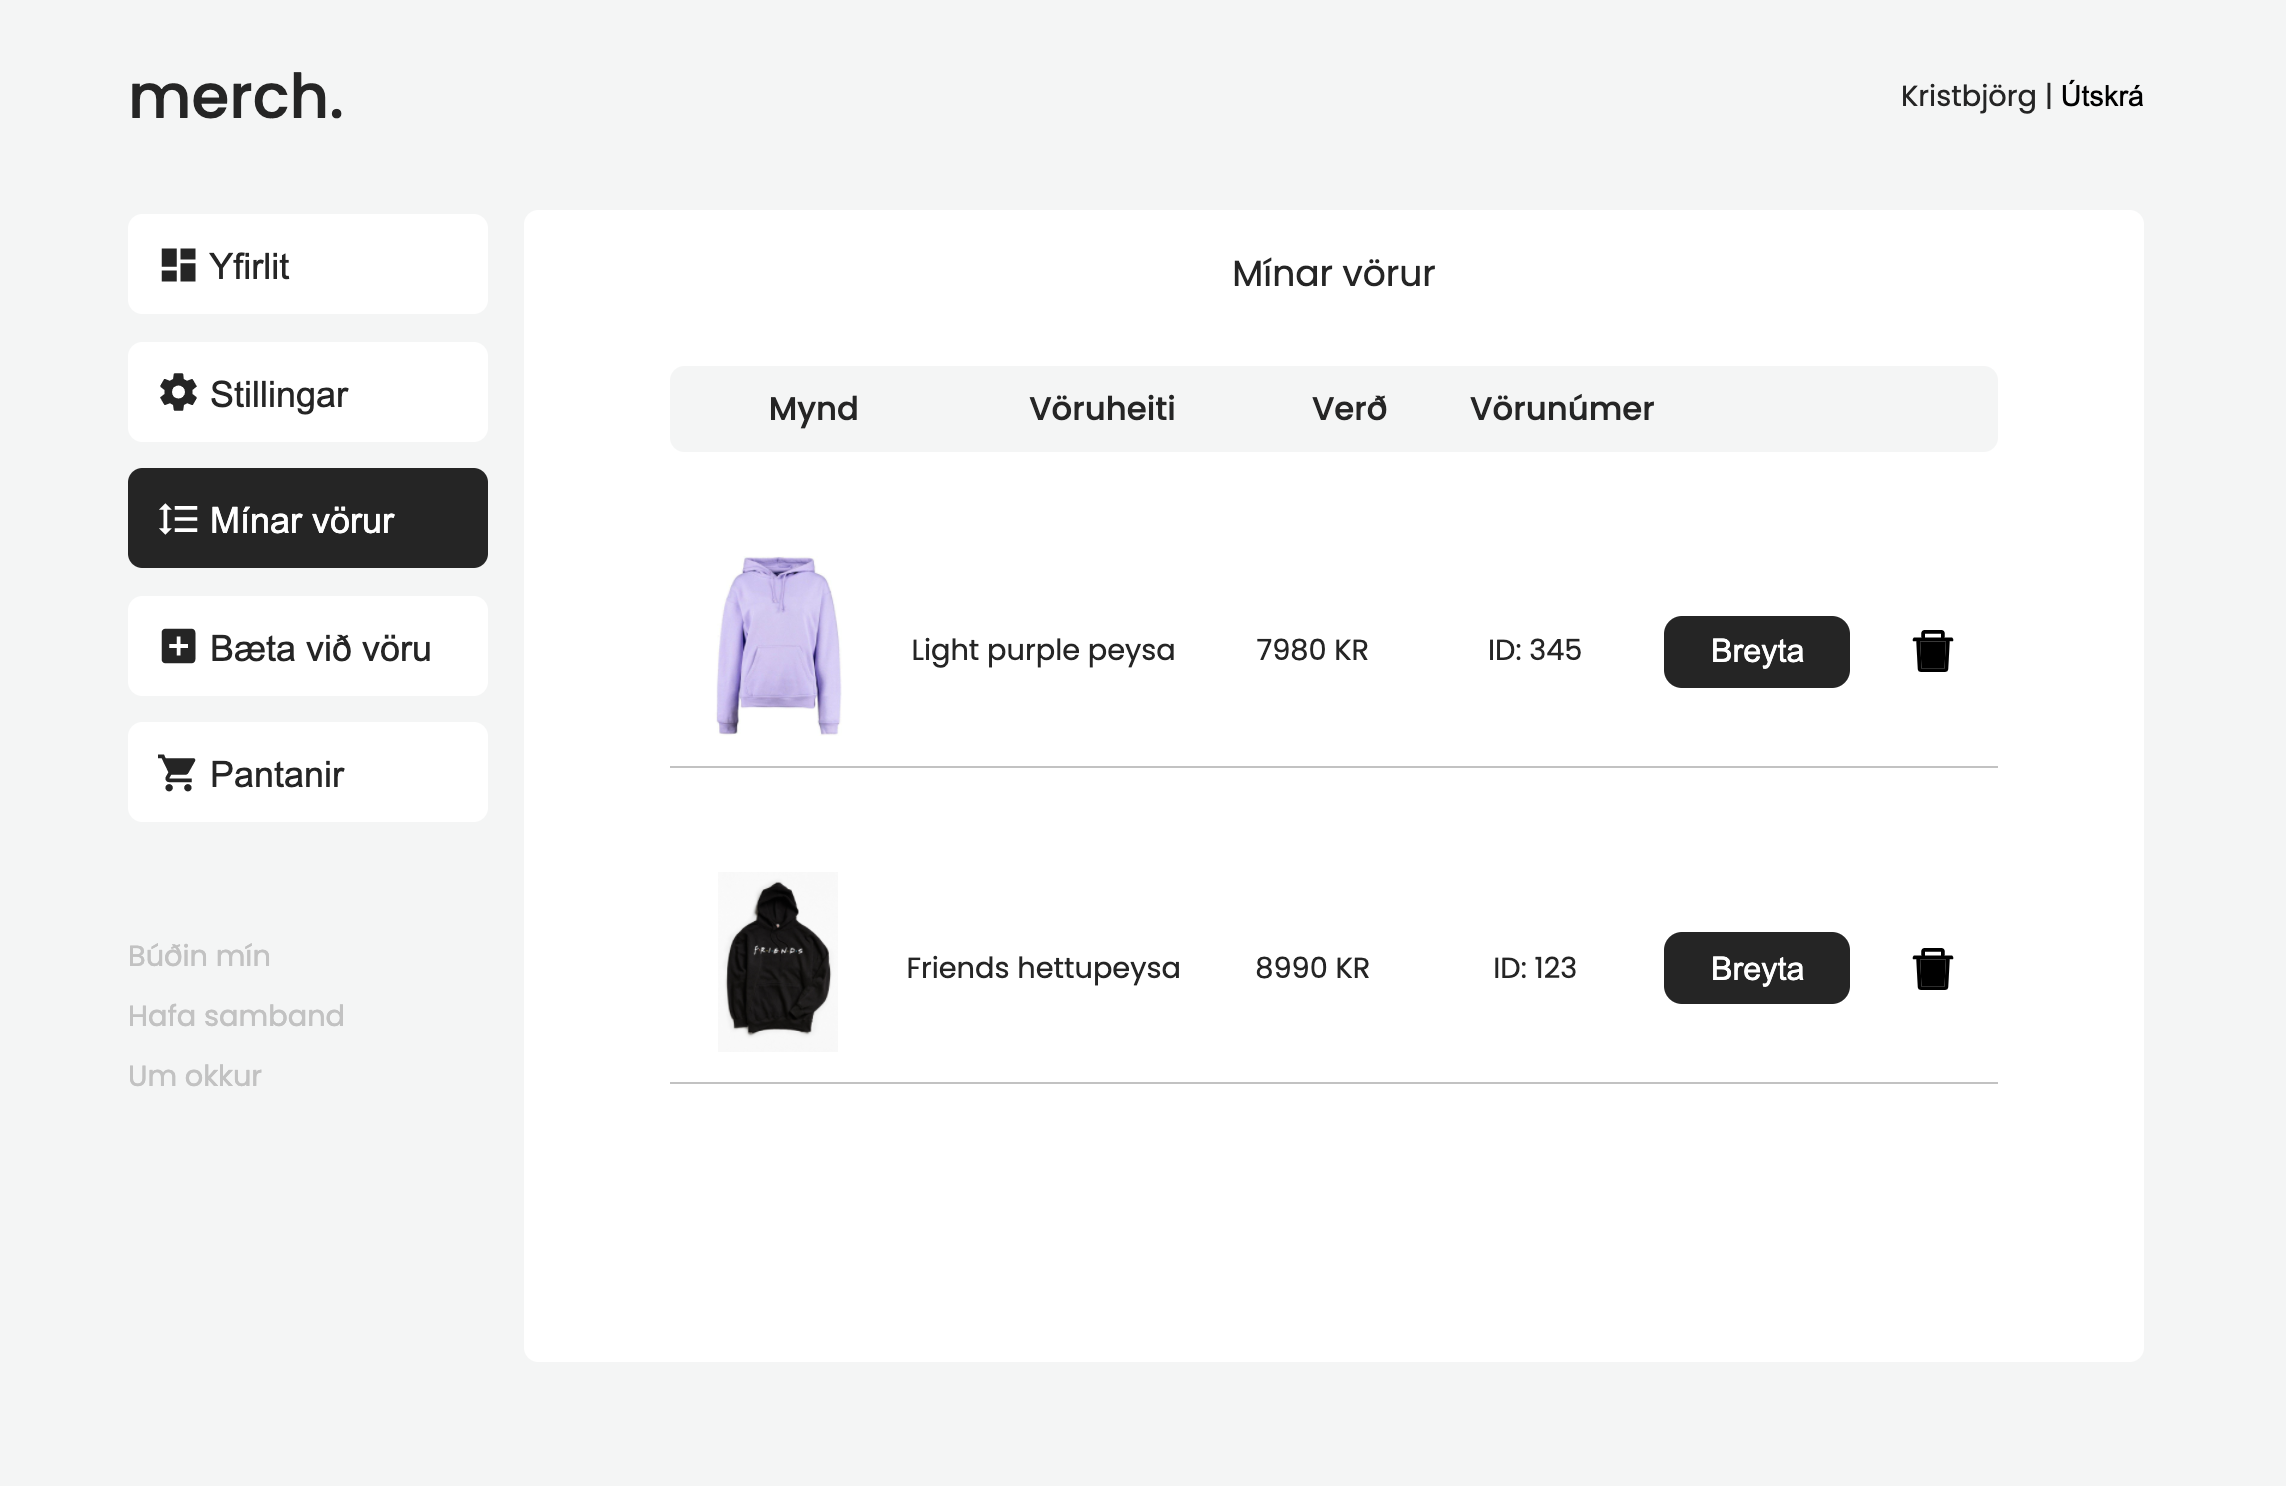 merch.
Kristbjörg | Útskrá
Yfirlit
Stillingar
Mínar vörur
Bæta við vöru
Pantanir
Búðin mín
Hafa samband
Um okkur
Mínar vörur
Mynd Vöruheiti Verð Vörunúmer
Light purple peysa 7980 KR ID: 345 Breyta
F·R·I·E·N·D·S
Friends hettupeysa 8990 KR ID: 123 Breyta